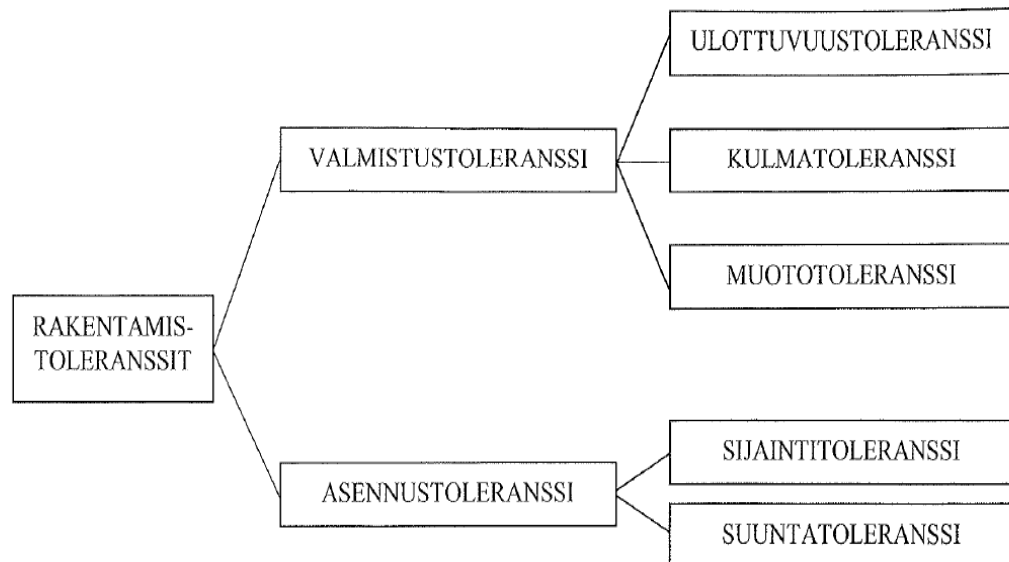 ULOTTUVUUSTOLERANSSI
VALMISTUSTOLERANSSI
KULMATOLERANSSI
MUOTOTOLERANSSI
RAKENTAMIS-
TOLERANSSIT
SIJAINTITOLERANSSI
ASENNUSTOLERANSSI
SUUNTATOLERANSSI